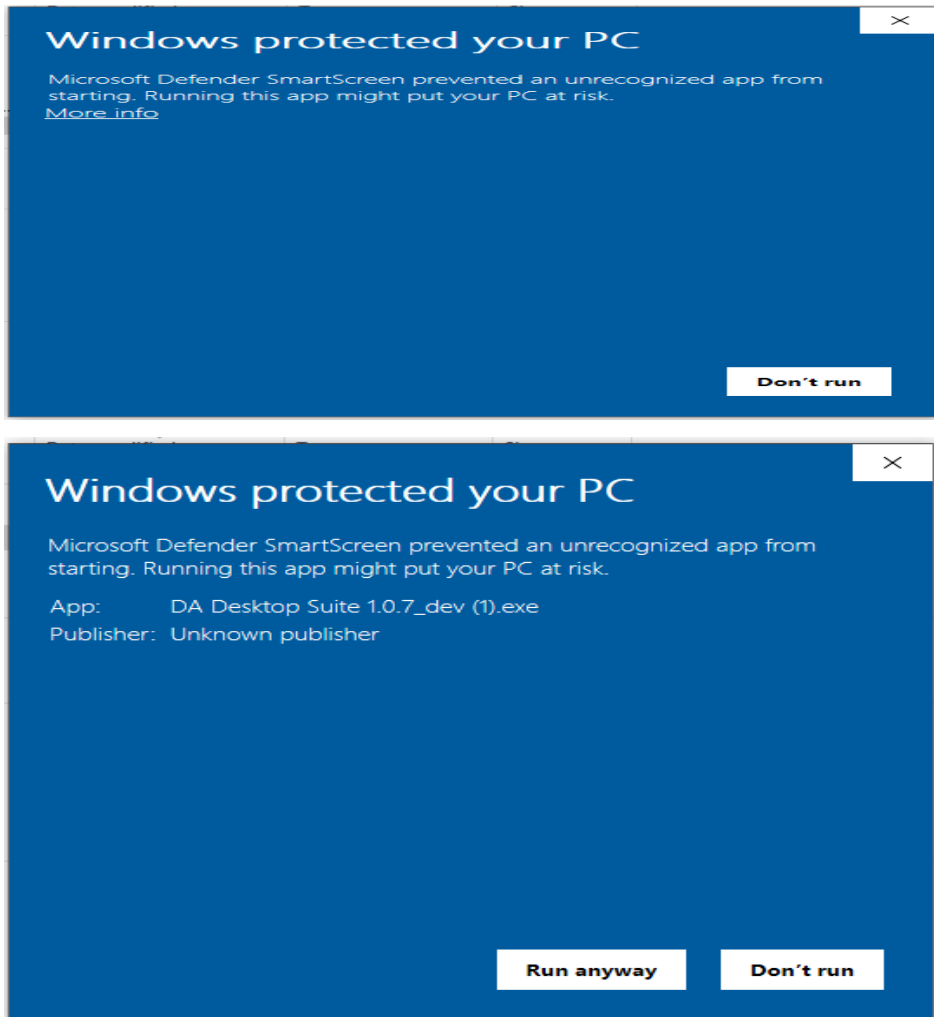 Windows protected your PC
Microsoft Defender SmartScreen prevented an unrecognized app from
starting. Running this app might put your PC at risk.
More info
Don't run
Windows protected your PC
Microsoft Defender SmartScreen prevented an unrecognized app from
starting. Running this app might put your PC at risk.
App: DA Desktop Suite 1.0.7_dev (1).exe
Publisher: Unknown publisher
Run anyway Don't run